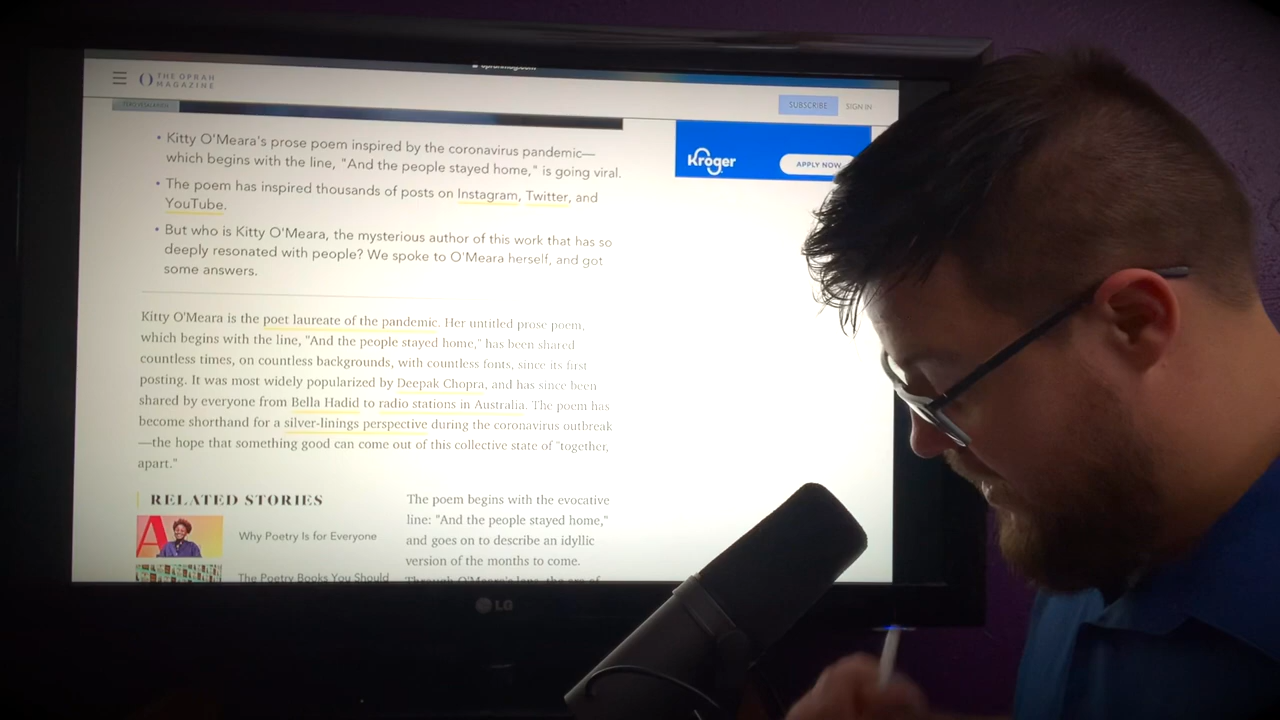 oprahmag.com
THE OPRAH
MAGAZINE
SUBSCRIBE
SIGN IN
Kröger
APPLY NOW
• Kitty O'Meara's prose poem inspired by the coronavirus pandemic—
which begins with the line, "And the people stayed home," is going viral.
• The poem has inspired thousands of posts on Instagram, Twitter, and
YouTube.
• But who is Kitty O'Meara, the mysterious author of this work that has so
deeply resonated with people? We spoke to O'Meara herself, and got
some answers.
Kitty O'Meara is the poet laureate of the pandemic. Her untitled prose poem,
which begins with the line, "And the people stayed home," has been shared
countless times, on countless backgrounds, with countless fonts, since its first
posting. It was most widely popularized by Deepak Chopra, and has since been
shared by everyone from Bella Hadid to radio stations in Australia. The poem has
become shorthand for a silver-linings perspective during the coronavirus outbreak
—the hope that something good can come out of this collective state of "together,
apart."
RELATED STORIES
A
Why Poetry Is for Everyone
The Poetry Books You Should
The poem begins with the evocative
line: "And the people stayed home,"
and goes on to describe an idyllic
version of the months to come.
Through O'Meara's lens, the era of
LG